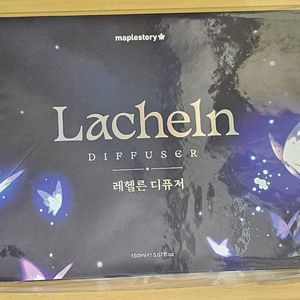 maplestory
Lacheln
DIFFUSER
레헬른 디퓨저
150ml℮ 5.07fl.oz